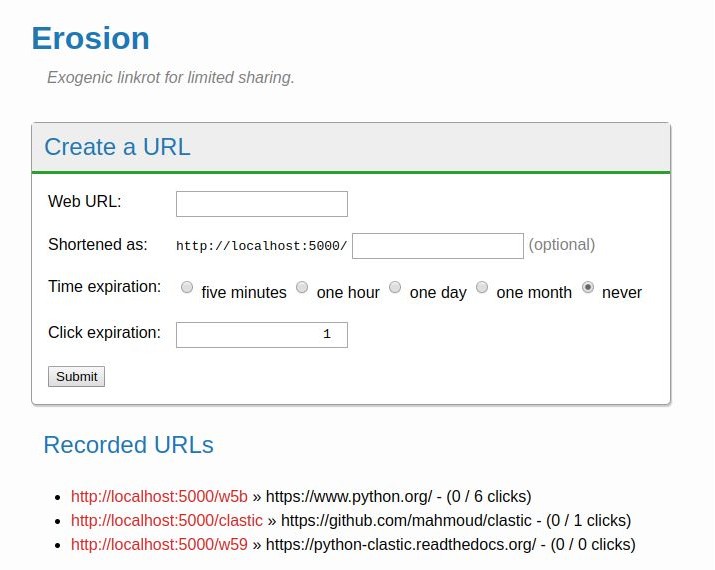 Erosion
Exogenic linkrot for limited sharing.
Create a URL
Web URL:
Shortened as: http://localhost:5000/ (optional)
Time expiration: five minutes one hour one day one month never
Click expiration: 1
Submit
Recorded URLs
http://localhost:5000/w5b » https://www.python.org/ - (0 / 6 clicks)
http://localhost:5000/clastic » https://github.com/mahmoud/clastic - (0 / 1 clicks)
http://localhost:5000/w59 » https://python-clastic.readthedocs.org/ - (0 / 0 clicks)